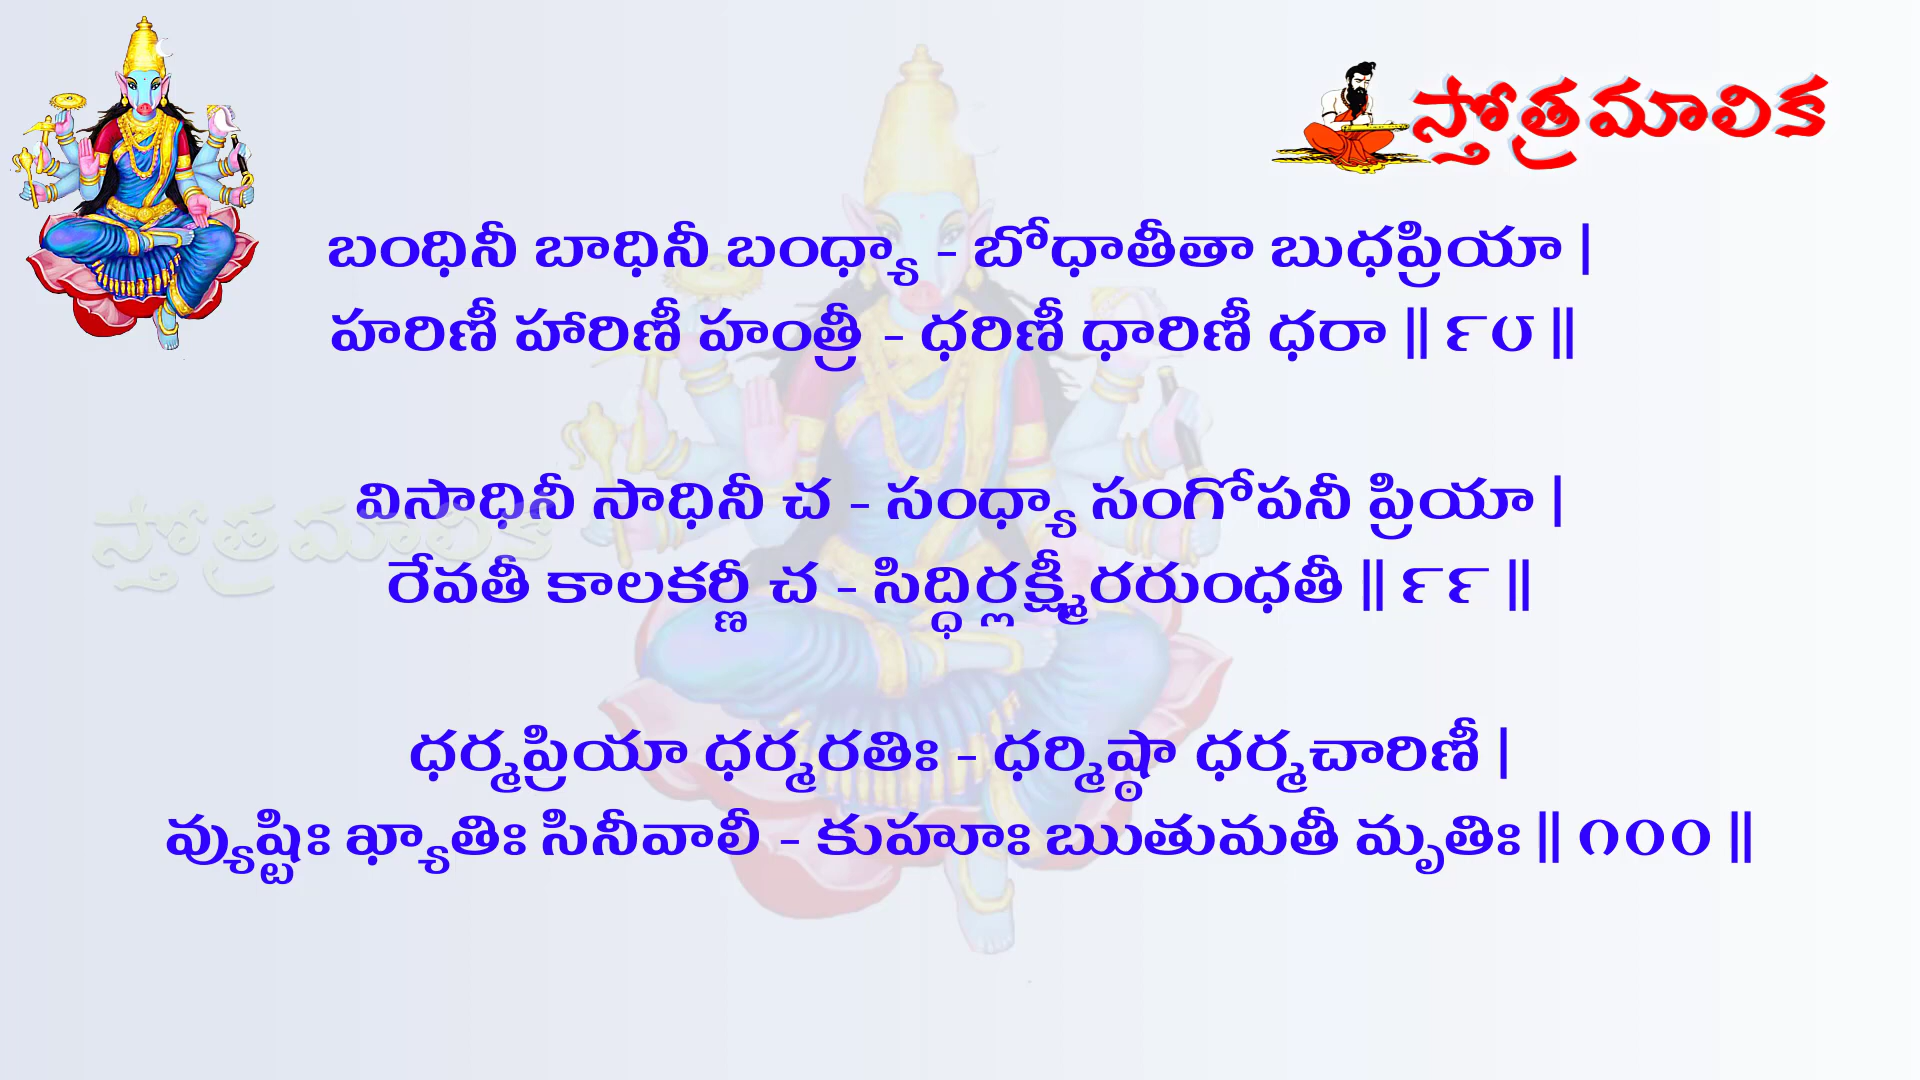 స్తోత్రమాలిక
బంధినీ బాధినీ బంధ్యా - బోధాతీతా బుధప్రియా |
హరిణీ హారిణీ హంత్రీ - ధరిణీ ధారిణీ ధరా || ౯౮ ||
విసాధినీ సాధినీ చ - సంధ్యా సంగోపనీ ప్రియా |
స్తోత్రమాలిక
రేవతీ కాలకర్ణీ చ - సిద్ధిర్లక్ష్మీరరుంధతీ || ౯౯ ||
ధర్మప్రియా ధర్మరతిః - ధర్మిష్ఠా ధర్మచారిణీ |
వ్యుష్టిః ఖ్యాతిః సినీవాలీ - కుహూః ఋతుమతీ మృతిః || ౧౦౦ ||